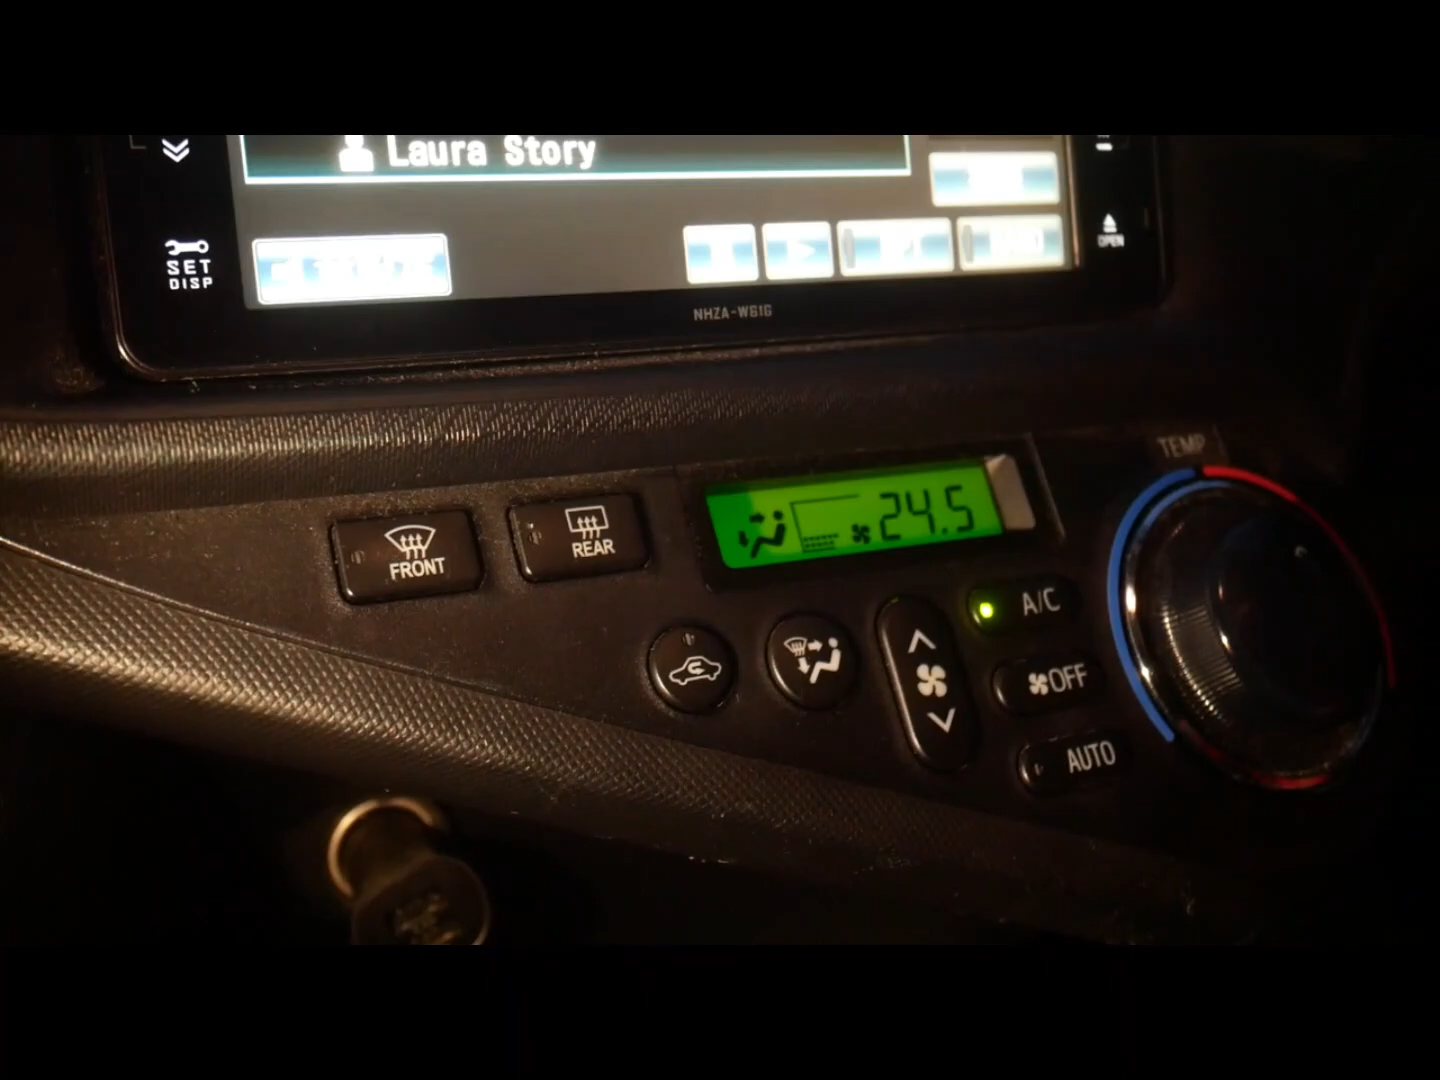 Laura Story
SET
DISP
OPEN
NHZA-W61G
TEMP
24.5
FRONT
REAR
A/C
OFF
AUTO